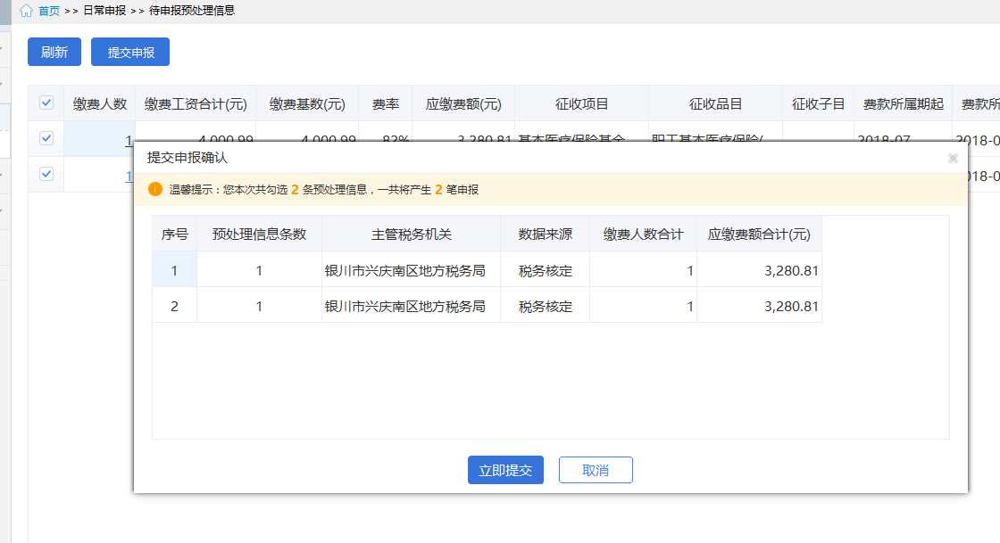 首页 >> 日常申报 >> 待申报预处理信息
刷新 提交申报
缴费人数 缴费工资合计(元) 缴费基数(元) 费率 应缴费额(元) 征收项目 征收品目 征收子目 费款所属期起 费款所
1 4,000.99 4,000.99 82% 3,280.81 基本医疗保险基金 职工基本医疗保险( 2018-07 2018-0
1 018-0
提交申报确认
温馨提示：您本次共勾选 2 条预处理信息，一共将产生 2 笔申报
序号 预处理信息条数 主管税务机关 数据来源 缴费人数合计 应缴费额合计(元)
1 1 银川市兴庆南区地方税务局 税务核定 1 3,280.81
2 1 银川市兴庆南区地方税务局 税务核定 1 3,280.81
立即提交 取消